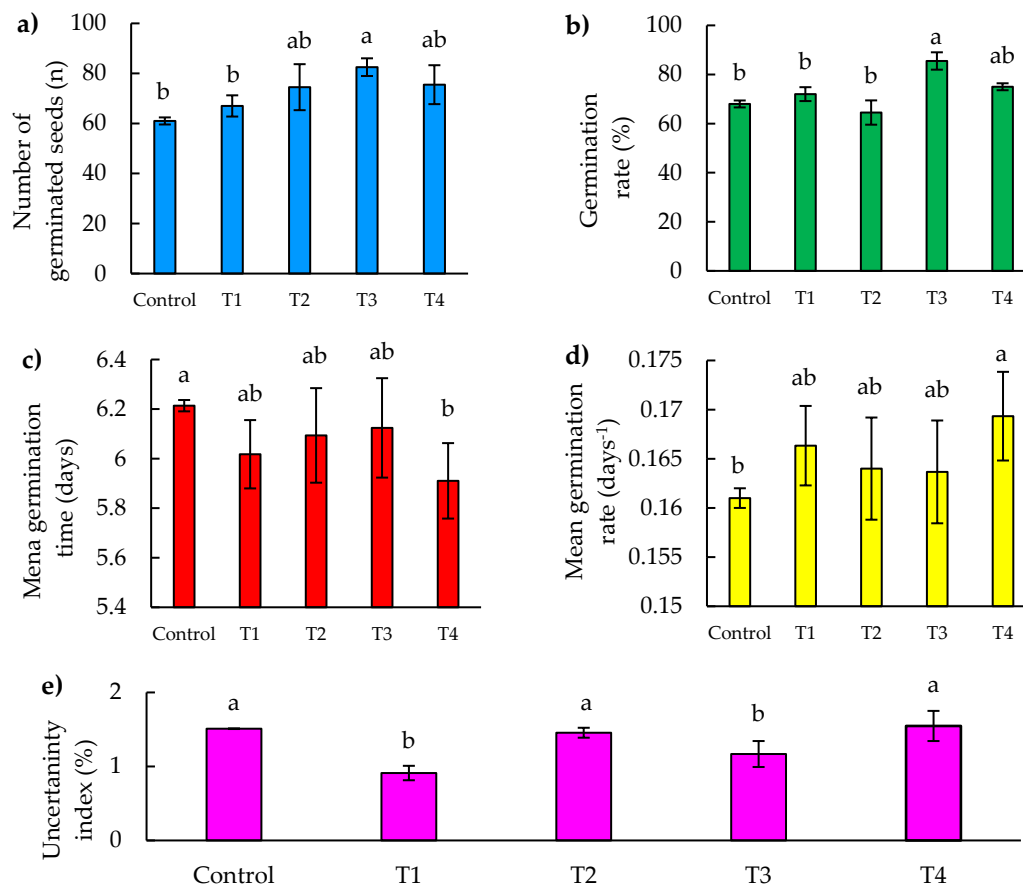 a)
Number of
germinated seeds (n)
100
80
60
40
20
0
b
b
ab
a
ab
Control
T1
T2
T3
T4
b)
Germination
rate (%)
100
80
60
40
20
0
b
b
b
a
ab
Control
T1
T2
T3
T4
c)
Mena germination
time (days)
6.4
6.2
6
5.8
5.6
5.4
a
ab
ab
ab
b
Control
T1
T2
T3
T4
d)
Mean germination
rate (days-1)
0.175
0.17
0.165
0.16
0.155
0.15
b
ab
ab
ab
a
Control
T1
T2
T3
T4
e)
Uncertaninty
index (%)
2
1
0
a
b
a
b
a
Control
T1
T2
T3
T4